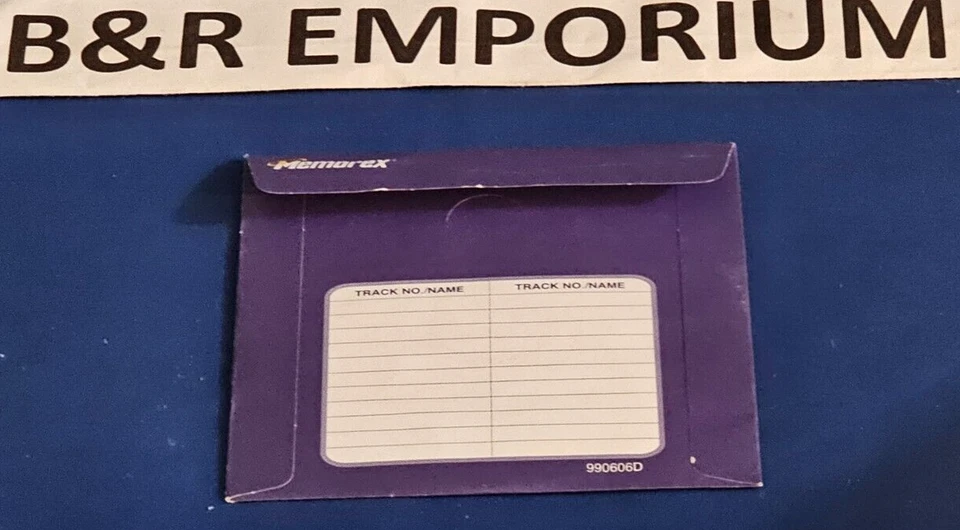 B&R EMPORIUM
Memorex
TRACK NO./NAME TRACK NO./NAME
990606D